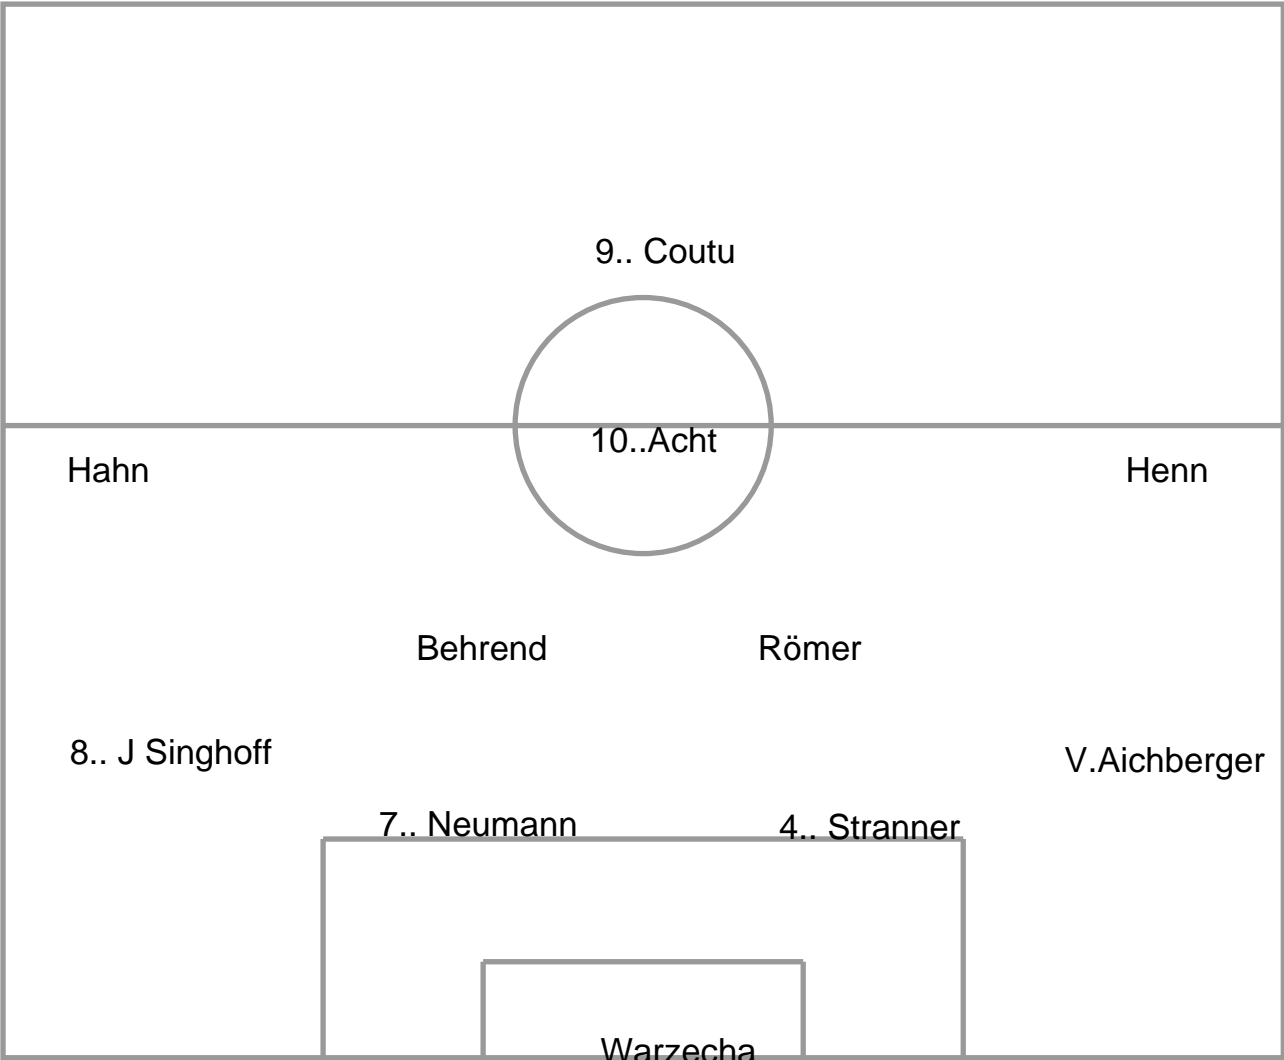 9.. Coutu
10..Acht
Hahn
Henn
Behrend
Römer
8.. J Singhoff
V.Aichberger
7.. Neumann
4.. Stranner
Warzecha